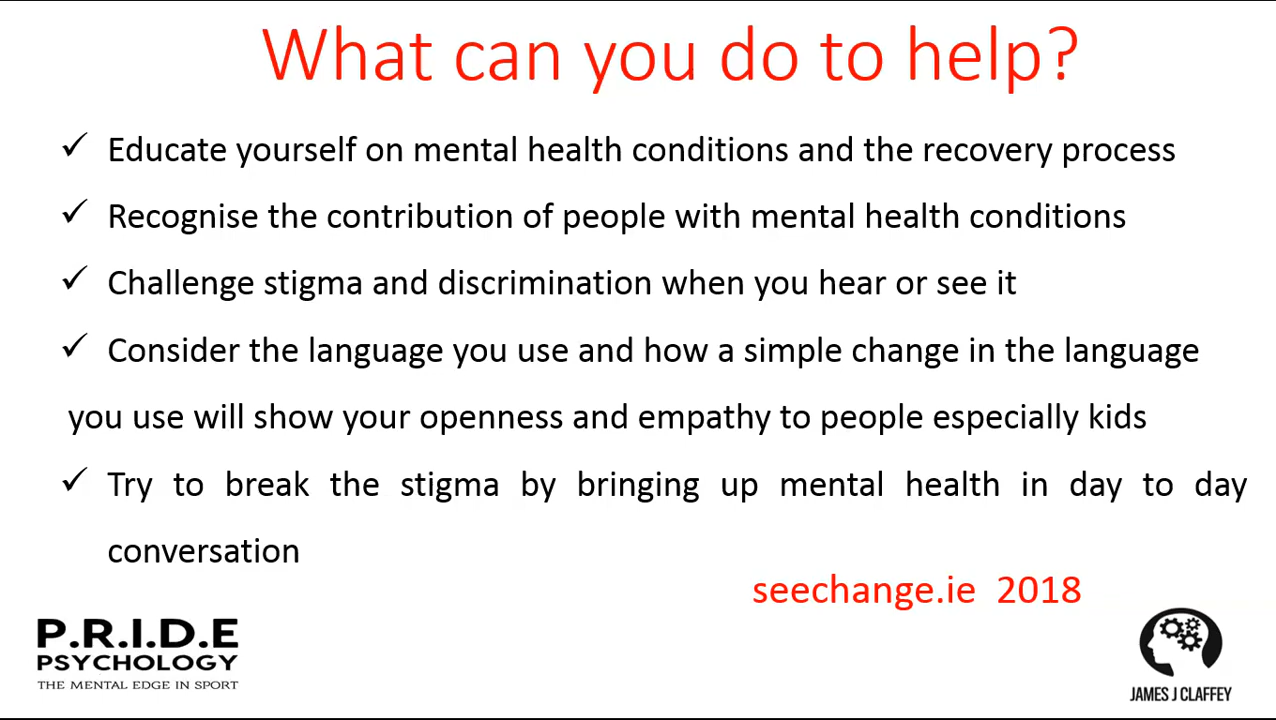 What can you do to help?
✓ Educate yourself on mental health conditions and the recovery process
✓ Recognise the contribution of people with mental health conditions
✓ Challenge stigma and discrimination when you hear or see it
✓ Consider the language you use and how a simple change in the language
you use will show your openness and empathy to people especially kids
✓ Try to break the stigma by bringing up mental health in day to day
conversation
seechange.ie 2018
P.R.I.D.E
PSYCHOLOGY
THE MENTAL EDGE IN SPORT
JAMES J CLAFFEY